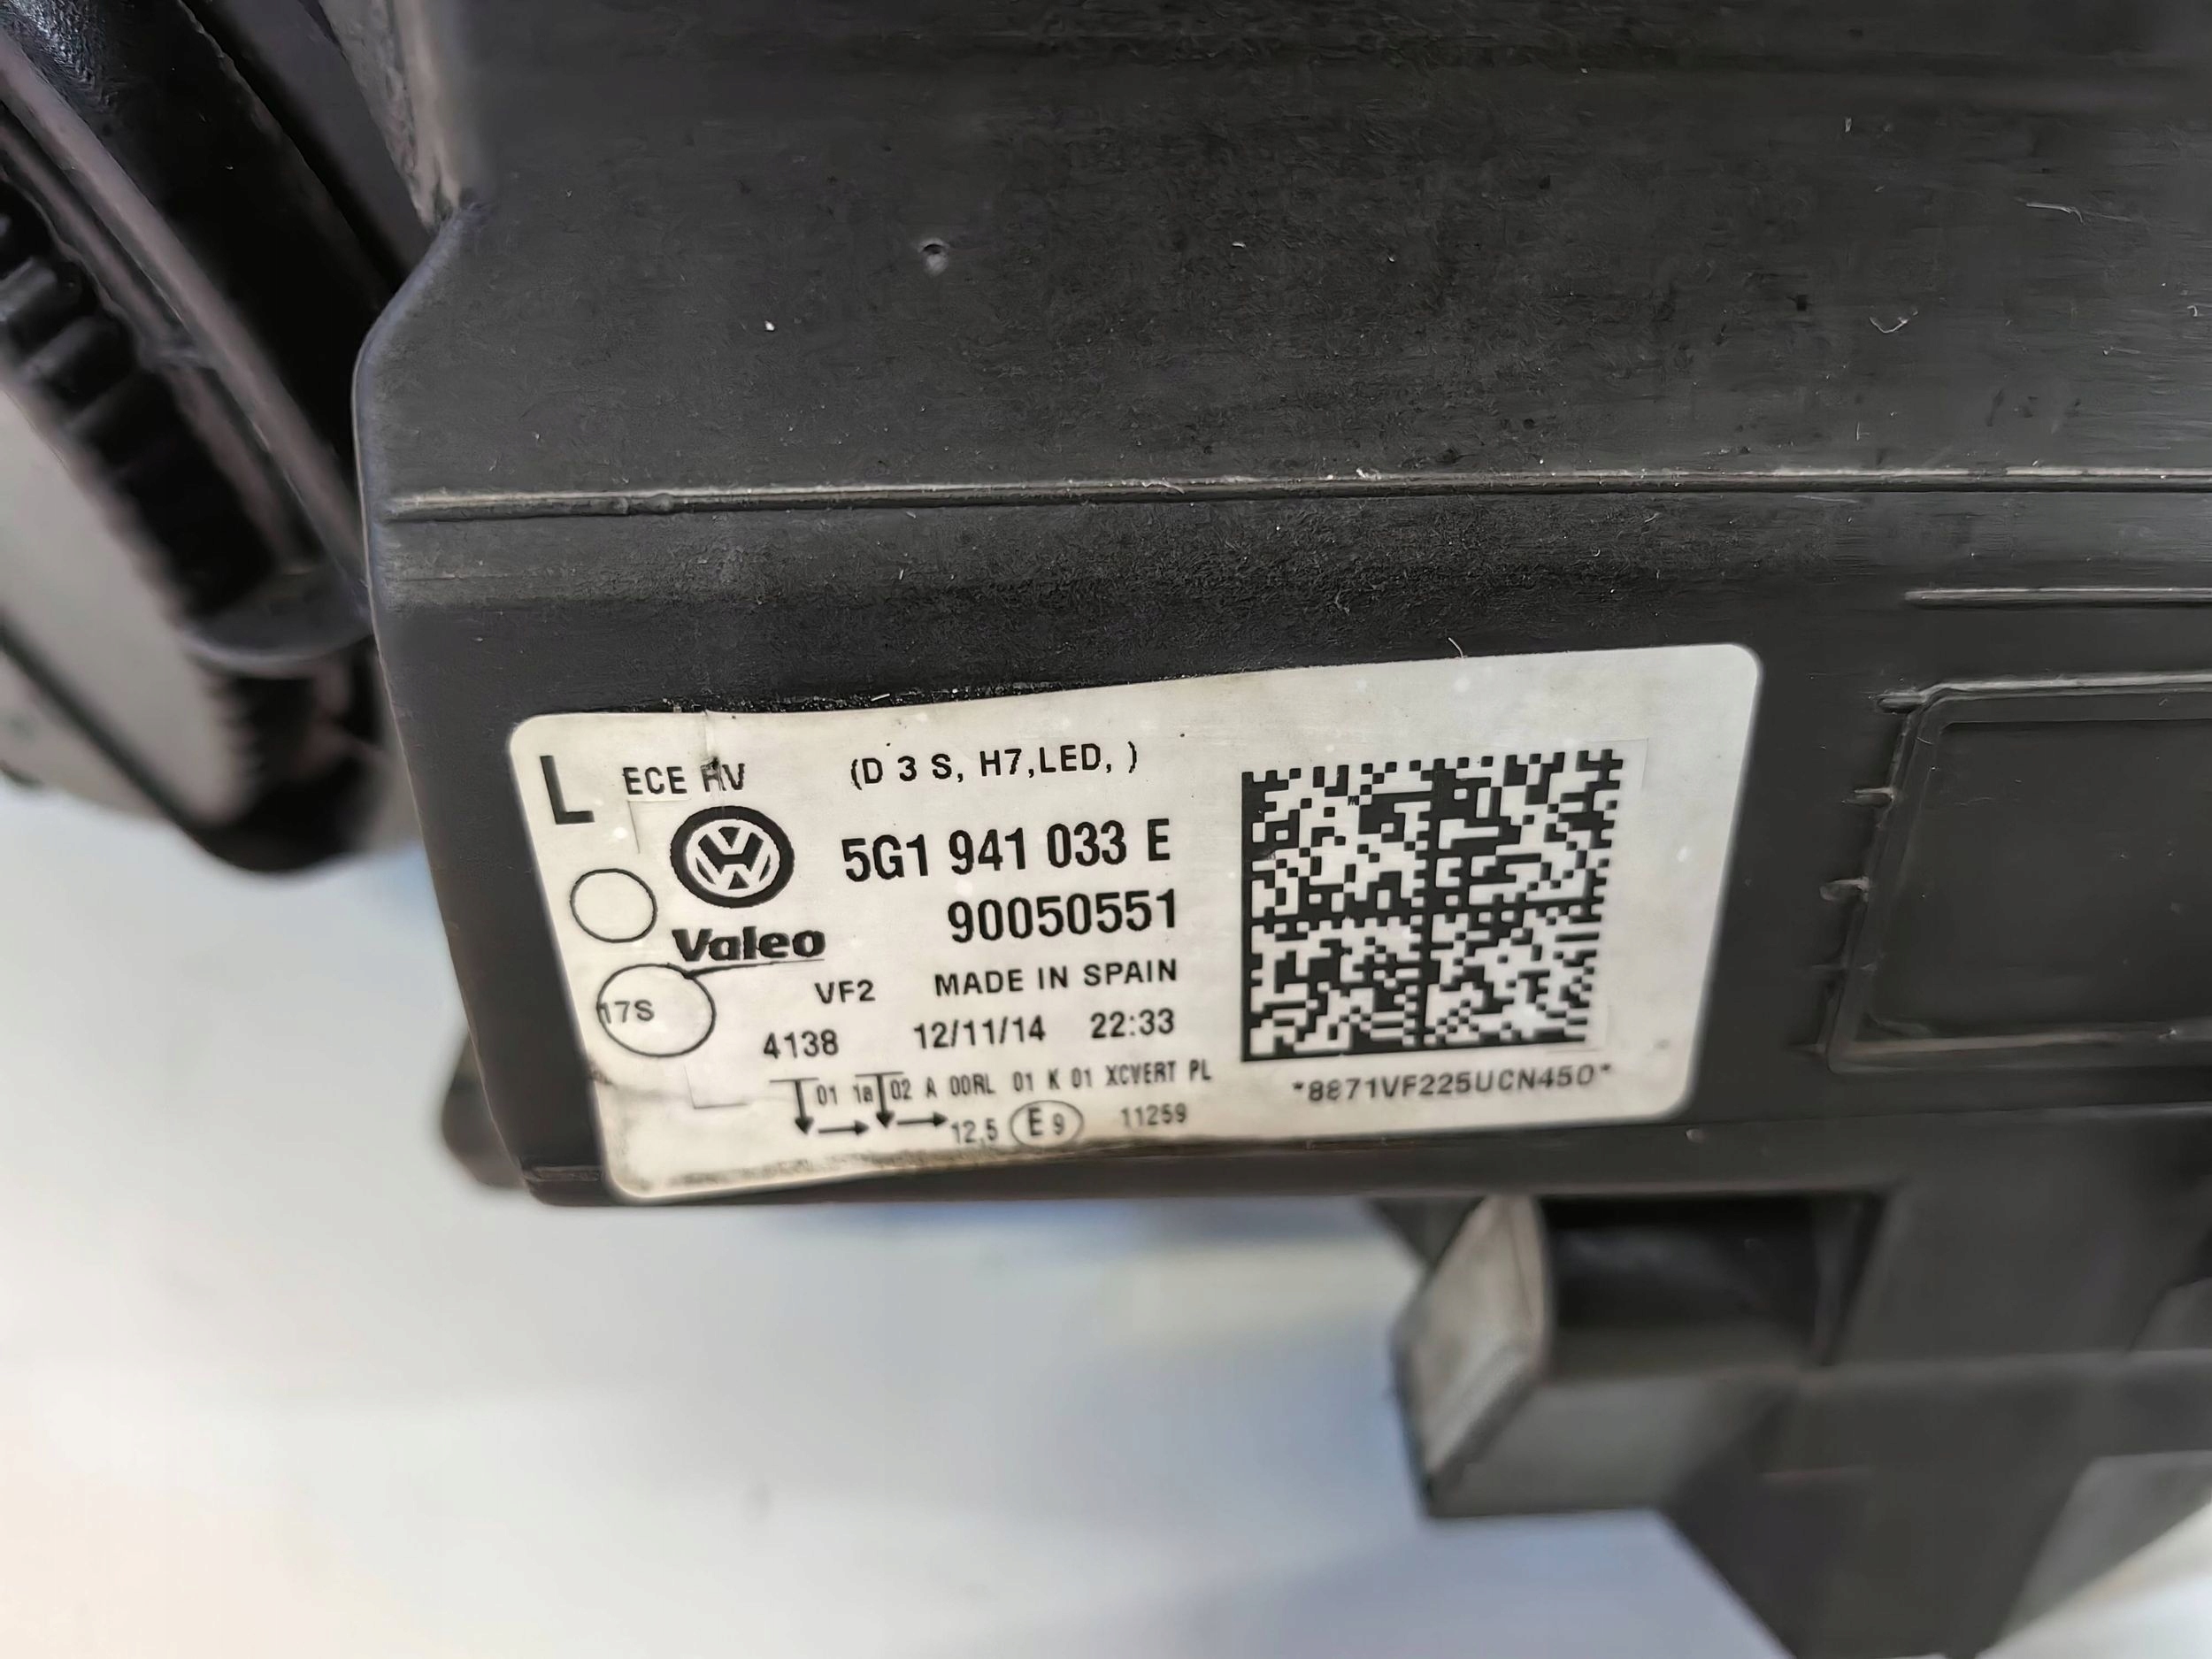 L ECE RV (D 3 S, H7,LED, )
5G1 941 033 E
90050551
Valeo
VF2 MADE IN SPAIN
17S
4138 12/11/14 22:33
01 1a 02 A 00RL 01 K 01 XCVERT PL
12,5 E9 11259
*8871VF225UCN450*